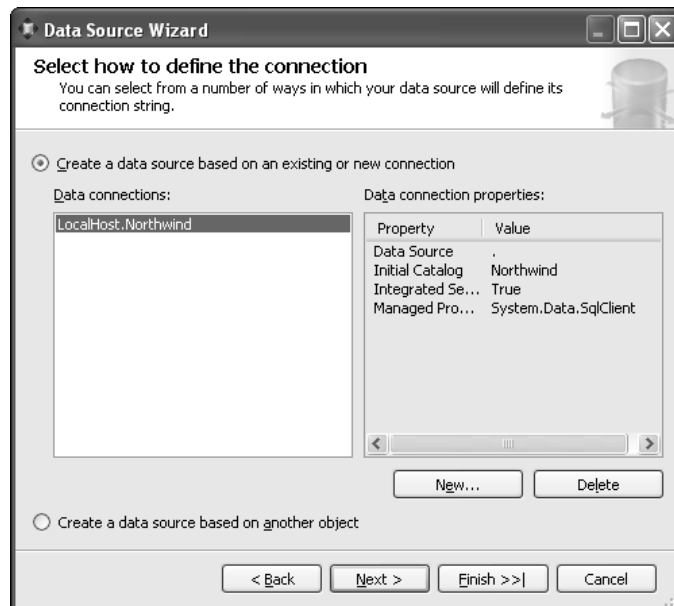 Data Source Wizard
Select how to define the connection
You can select from a number of ways in which your data source will define its
connection string.
Create a data source based on an existing or new connection
Data connections:
LocalHost.Northwind
Data connection properties:
Property Value
Data Source .
Initial Catalog Northwind
Integrated Se... True
Managed Pro... System.Data.SqlClient
New... Delete
Create a data source based on another object
< Back Next > Finish >>| Cancel